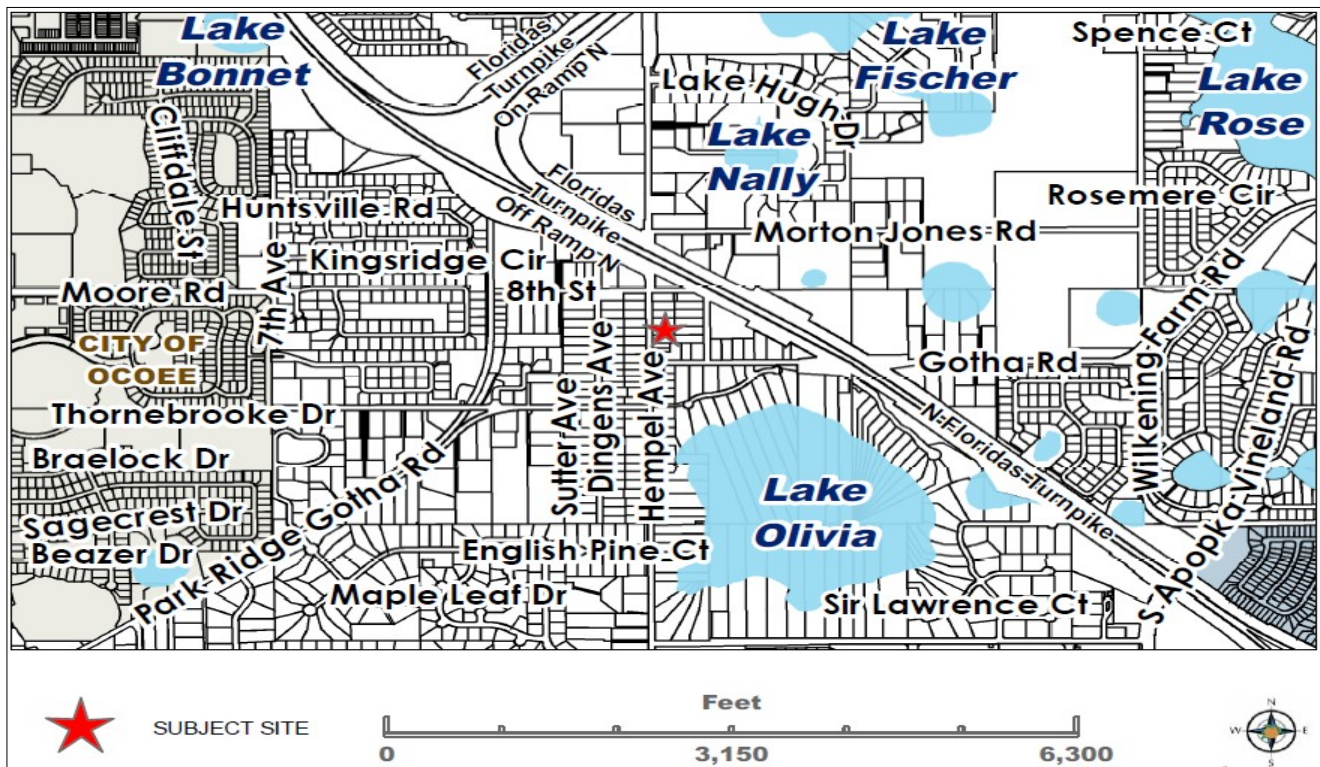 Lake
Bonnet
Floridas
Turnpike
On-Ramp N
Lake
Fischer
Spence Ct
Lake
Rose
Lake Hugh Dr
Cliffdale St
Lake
Nally
Huntsville Rd
Floridas
Turnpike
Off Ramp N
Rosemere Cir
Morton Jones Rd
Kingsridge Cir
8th St
Moore Rd
7th Ave
CITY OF
OCOEE
Gotha Rd
Wilkening Farm Rd
S Apopka Vineland Rd
Thornebrooke Dr
Sutter Ave
Dingens Ave
Hempel Ave
N-Floridas-Turnpike
Braelock Dr
Sagecrest Dr
Beazer Dr
Park-Ridge Gotha Rd
Lake
Olivia
English Pine Ct
Maple Leaf Dr
Sir Lawrence Ct
SUBJECT SITE
Feet
0
3,150
6,300
N
W
E
S